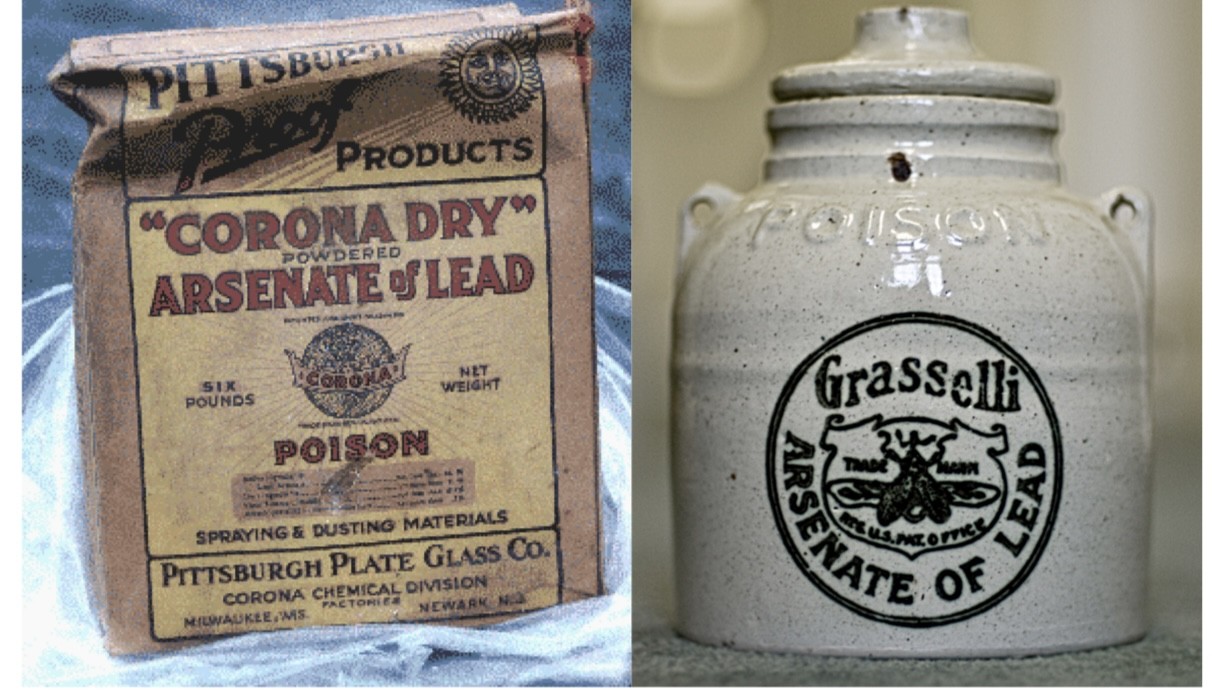 PITTSBURGH
Proof
PRODUCTS
"CORONA DRY"
POWDERED
ARSENATE of LEAD
CORONA
SIX
POUNDS
NET
WEIGHT
POISON
SPRAYING & DUSTING MATERIALS
PITTSBURGH PLATE GLASS CO.
CORONA CHEMICAL DIVISION
FACTORIES
MILWAUKEE, WIS. NEWARK N.J.
POISON
Grasselli
TRADE MARK
REG. U.S. PAT. OFFICE
ARSENATE OF LEAD